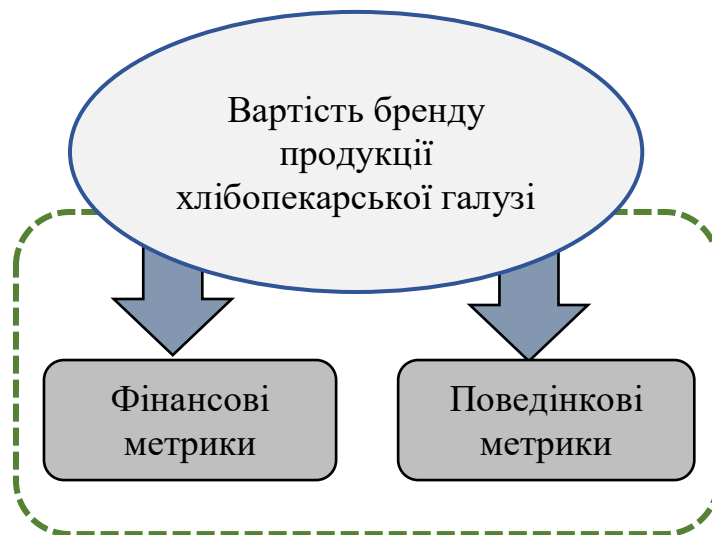 Вартість бренду
продукції
хлібопекарської галузі
Фінансові
метрики
Поведінкові
метрики